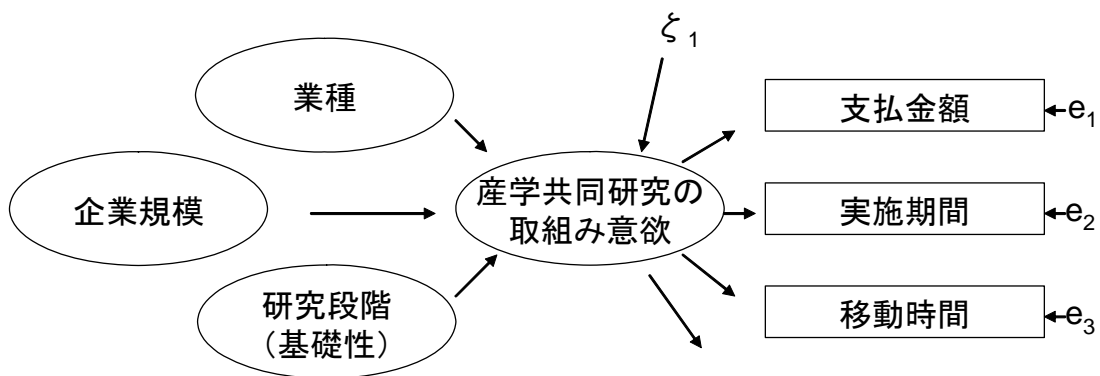 ζ1
業種
支払金額
e1
企業規模
産学共同研究の
取組み意欲
実施期間
e2
研究段階
(基礎性)
移動時間
e3